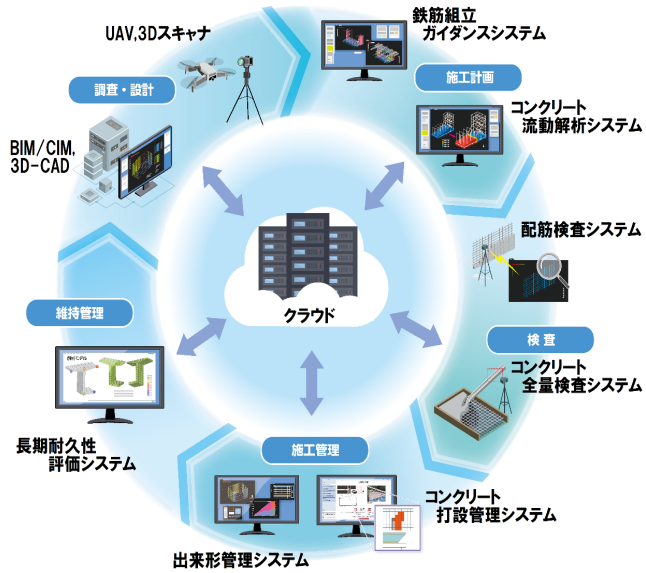 UAV,3Dスキャナ
鉄筋組立
ガイダンスシステム
調査・設計
施工計画
コンクリート
流動解析システム
BIM/CIM,
3D-CAD
配筋検査システム
クラウド
維持管理
検査
コンクリート
全量検査システム
長期耐久性
評価システム
施工管理
コンクリート
打設管理システム
出来形管理システム